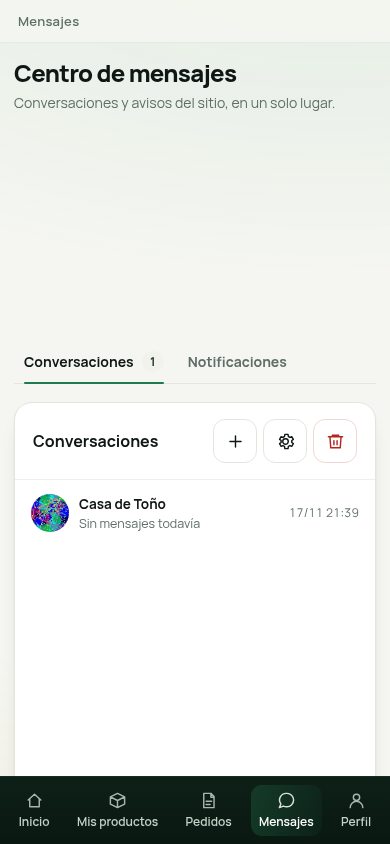 Mensajes
Centro de mensajes
Conversaciones y avisos del sitio, en un solo lugar.
Conversaciones 1 Notificaciones
Conversaciones
Casa de Toño
Sin mensajes todavía
17/11 21:39
Inicio Mis productos Pedidos Mensajes Perfil